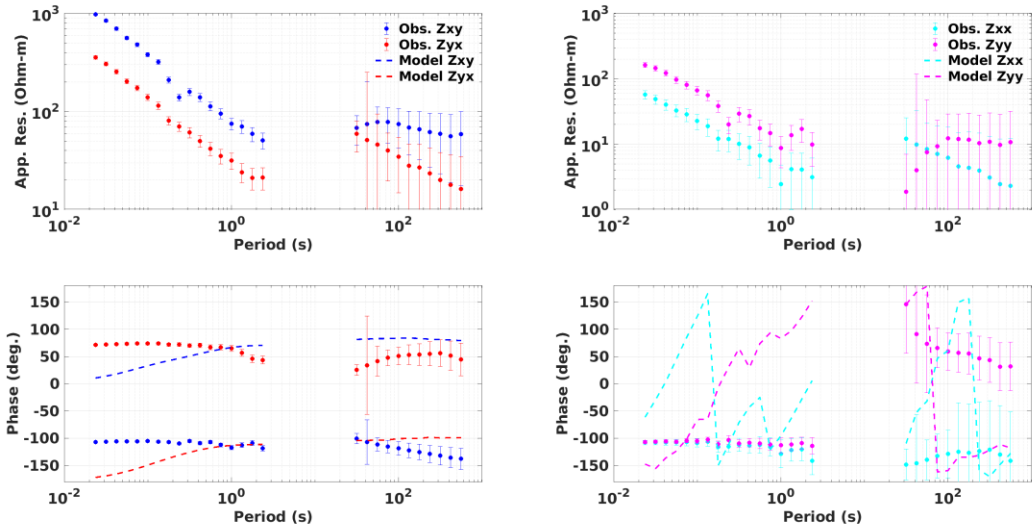 App. Res. (Ohm-m)
10^3
10^2
10^1
Obs. Zxy
Obs. Zyx
Model Zxy
Model Zyx
10^-2
10^0
10^2
Period (s)
App. Res. (Ohm-m)
10^3
10^2
10^1
10^0
Obs. Zxx
Obs. Zyy
Model Zxx
Model Zyy
10^-2
10^0
10^2
Period (s)
Phase (deg.)
150
100
50
0
-50
-100
-150
10^-2
10^0
10^2
Period (s)
Phase (deg.)
150
100
50
0
-50
-100
-150
10^-2
10^0
10^2
Period (s)